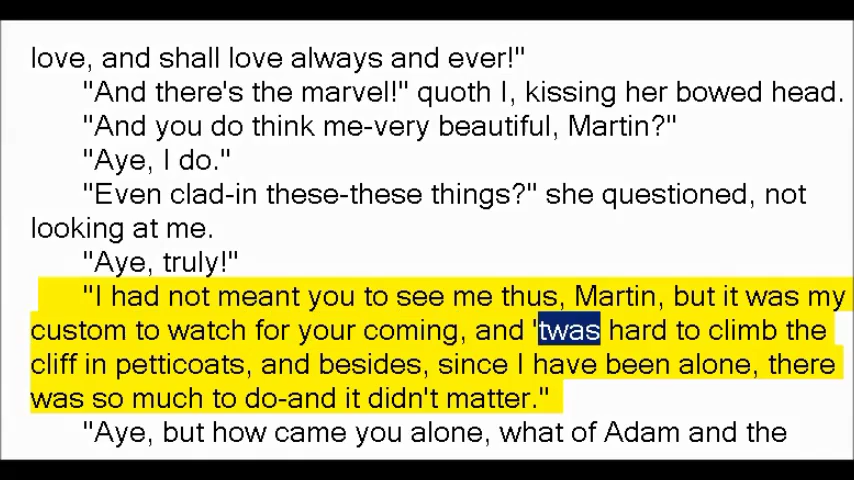 love, and shall love always and ever!"
"And there's the marvel!" quoth I, kissing her bowed head.
"And you do think me-very beautiful, Martin?"
"Aye, I do."
"Even clad-in these-these things?" she questioned, not
looking at me.
"Aye, truly!"
"I had not meant you to see me thus, Martin, but it was my
custom to watch for your coming, and 'twas hard to climb the
cliff in petticoats, and besides, since I have been alone, there
was so much to do-and it didn't matter."
"Aye, but how came you alone, what of Adam and the